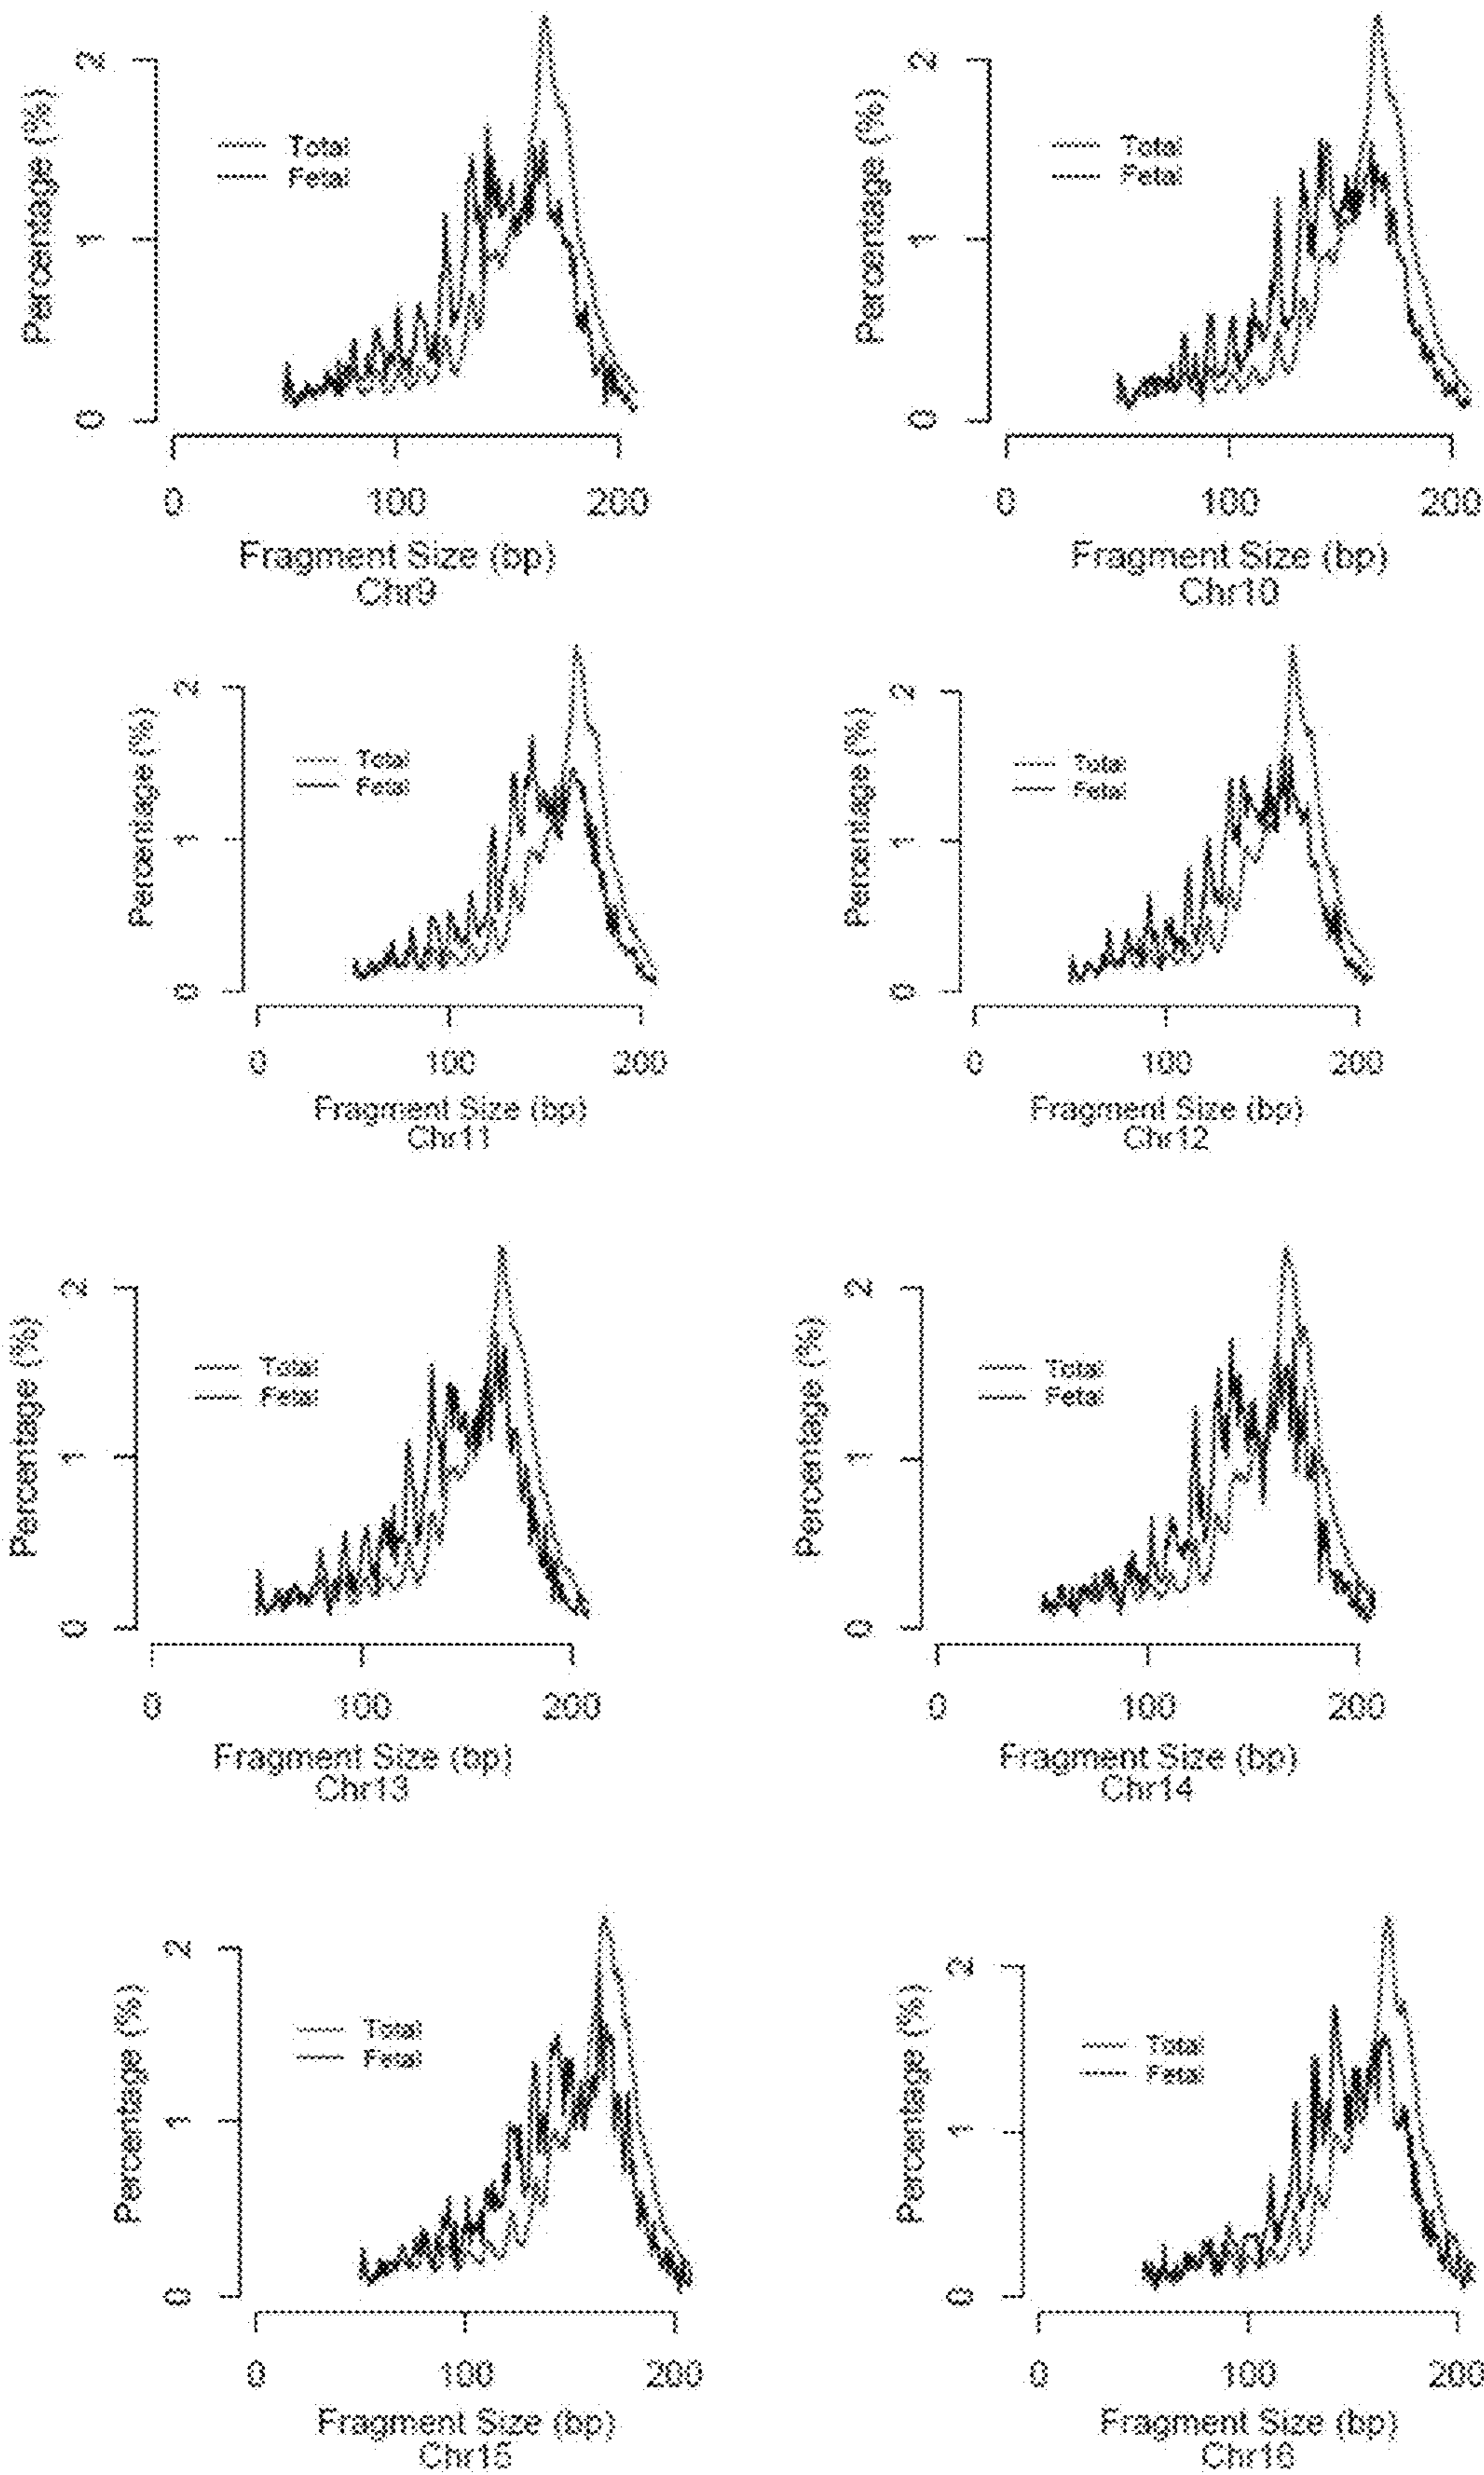 Percentage (%)
2
1
0
Total
Fetal
0 100 200
Fragment Size (bp)
Chr9
Percentage (%)
2
1
0
Total
Fetal
0 100 200
Fragment Size (bp)
Chr10
Percentage (%)
2
1
0
Total
Fetal
0 100 200
Fragment Size (bp)
Chr11
Percentage (%)
2
1
0
Total
Fetal
0 100 200
Fragment Size (bp)
Chr12
Percentage (%)
2
1
0
Total
Fetal
0 100 200
Fragment Size (bp)
Chr13
Percentage (%)
2
1
0
Total
Fetal
0 100 200
Fragment Size (bp)
Chr14
Percentage (%)
2
1
0
Total
Fetal
0 100 200
Fragment Size (bp)
Chr15
Percentage (%)
2
1
0
Total
Fetal
0 100 200
Fragment Size (bp)
Chr16